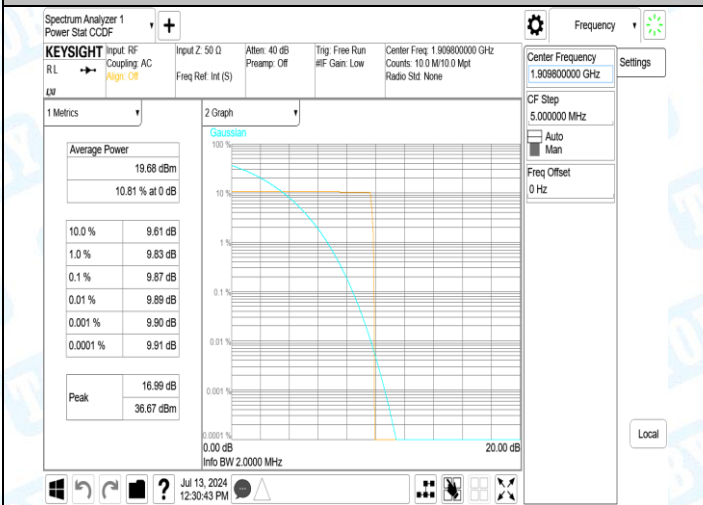 Spectrum Analyzer 1
Power Stat CCDF
Frequency
KEYSIGHT
RL
LXI
Input: RF
Coupling: AC
Align: Off
Input Z: 50 Ω
Freq Ref: Int (S)
Atten: 40 dB
Preamp: Off
Trig: Free Run
#IF Gain: Low
Center Freq: 1.909800000 GHz
Counts: 10.0 M/10.0 Mpt
Radio Std: None
Center Frequency
1.909800000 GHz
Settings
CF Step
5.000000 MHz
Auto
Man
Freq Offset
0 Hz
1 Metrics
Average Power
19.68 dBm
10.81 % at 0 dB
10.0 % 9.61 dB
1.0 % 9.83 dB
0.1 % 9.87 dB
0.01 % 9.89 dB
0.001 % 9.90 dB
0.0001 % 9.91 dB
Peak
16.99 dB
36.67 dBm
2 Graph
Gaussian
100 %
10 %
1 %
0.1 %
0.01 %
0.001 %
0.0001 %
0.00 dB 20.00 dB
Info BW 2.0000 MHz
Local
?
Jul 13, 2024
12:30:43 PM